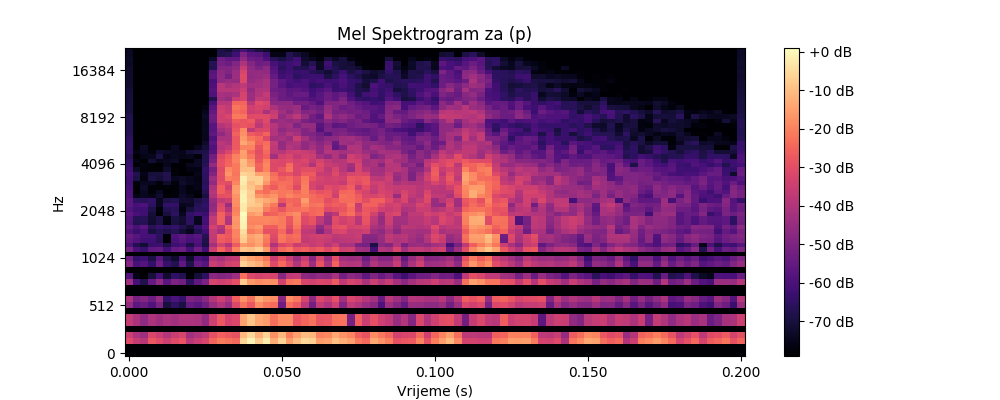 Mel Spektrogram za (p)
Hz
16384
8192
4096
2048
1024
512
0
0.000
0.050
0.100
0.150
0.200
Vrijeme (s)
+0 dB
-10 dB
-20 dB
-30 dB
-40 dB
-50 dB
-60 dB
-70 dB